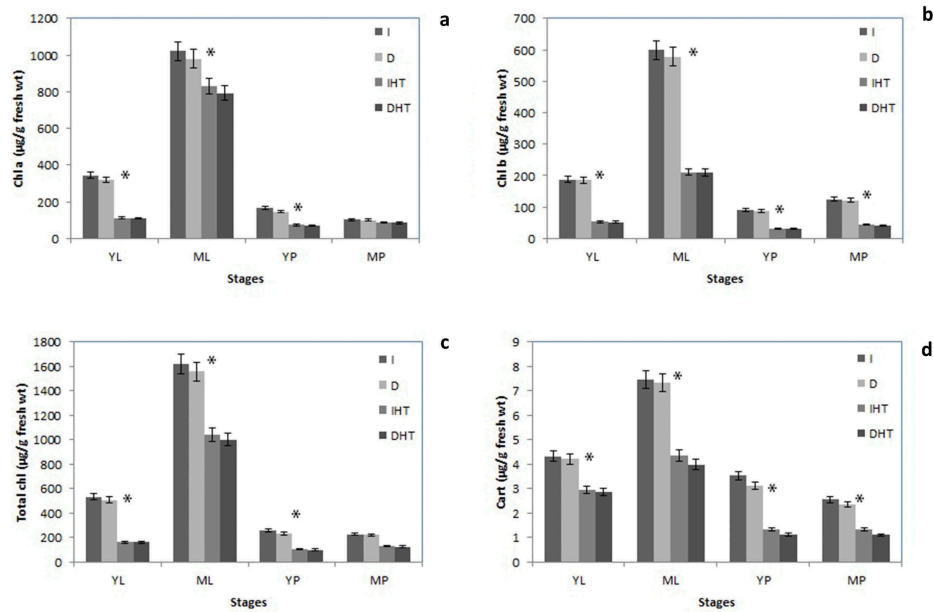 a
1200
1000
800
600
400
200
0
Chl a (µg/g fresh wt)
*
*
*
I
D
IHT
DHT
YL ML YP MP
Stages
b
700
600
500
400
300
200
100
0
Chl b (µg/g fresh wt)
*
*
*
*
I
D
IHT
DHT
YL ML YP MP
Stages
c
1800
1600
1400
1200
1000
800
600
400
200
0
Total chl (µg/g fresh wt)
*
*
*
I
D
IHT
DHT
YL ML YP MP
Stages
d
9
8
7
6
5
4
3
2
1
0
Cart (µg/g fresh wt)
*
*
*
*
I
D
IHT
DHT
YL ML YP MP
Stages